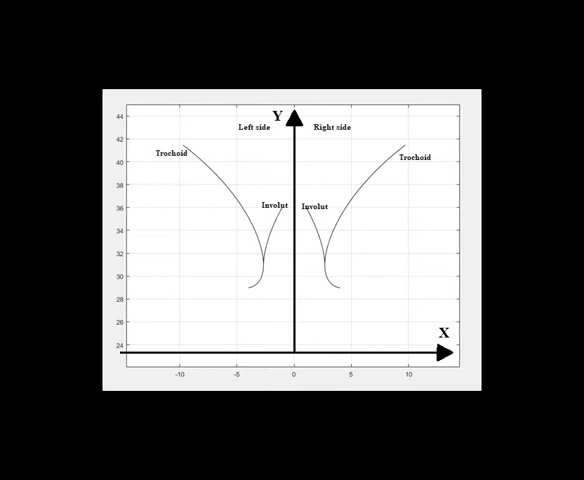 Y
Left side
Right side
Trochoid
Trochoid
Involut
Involut
X
44
42
40
38
36
34
32
30
28
26
24
-10
-5
0
5
10